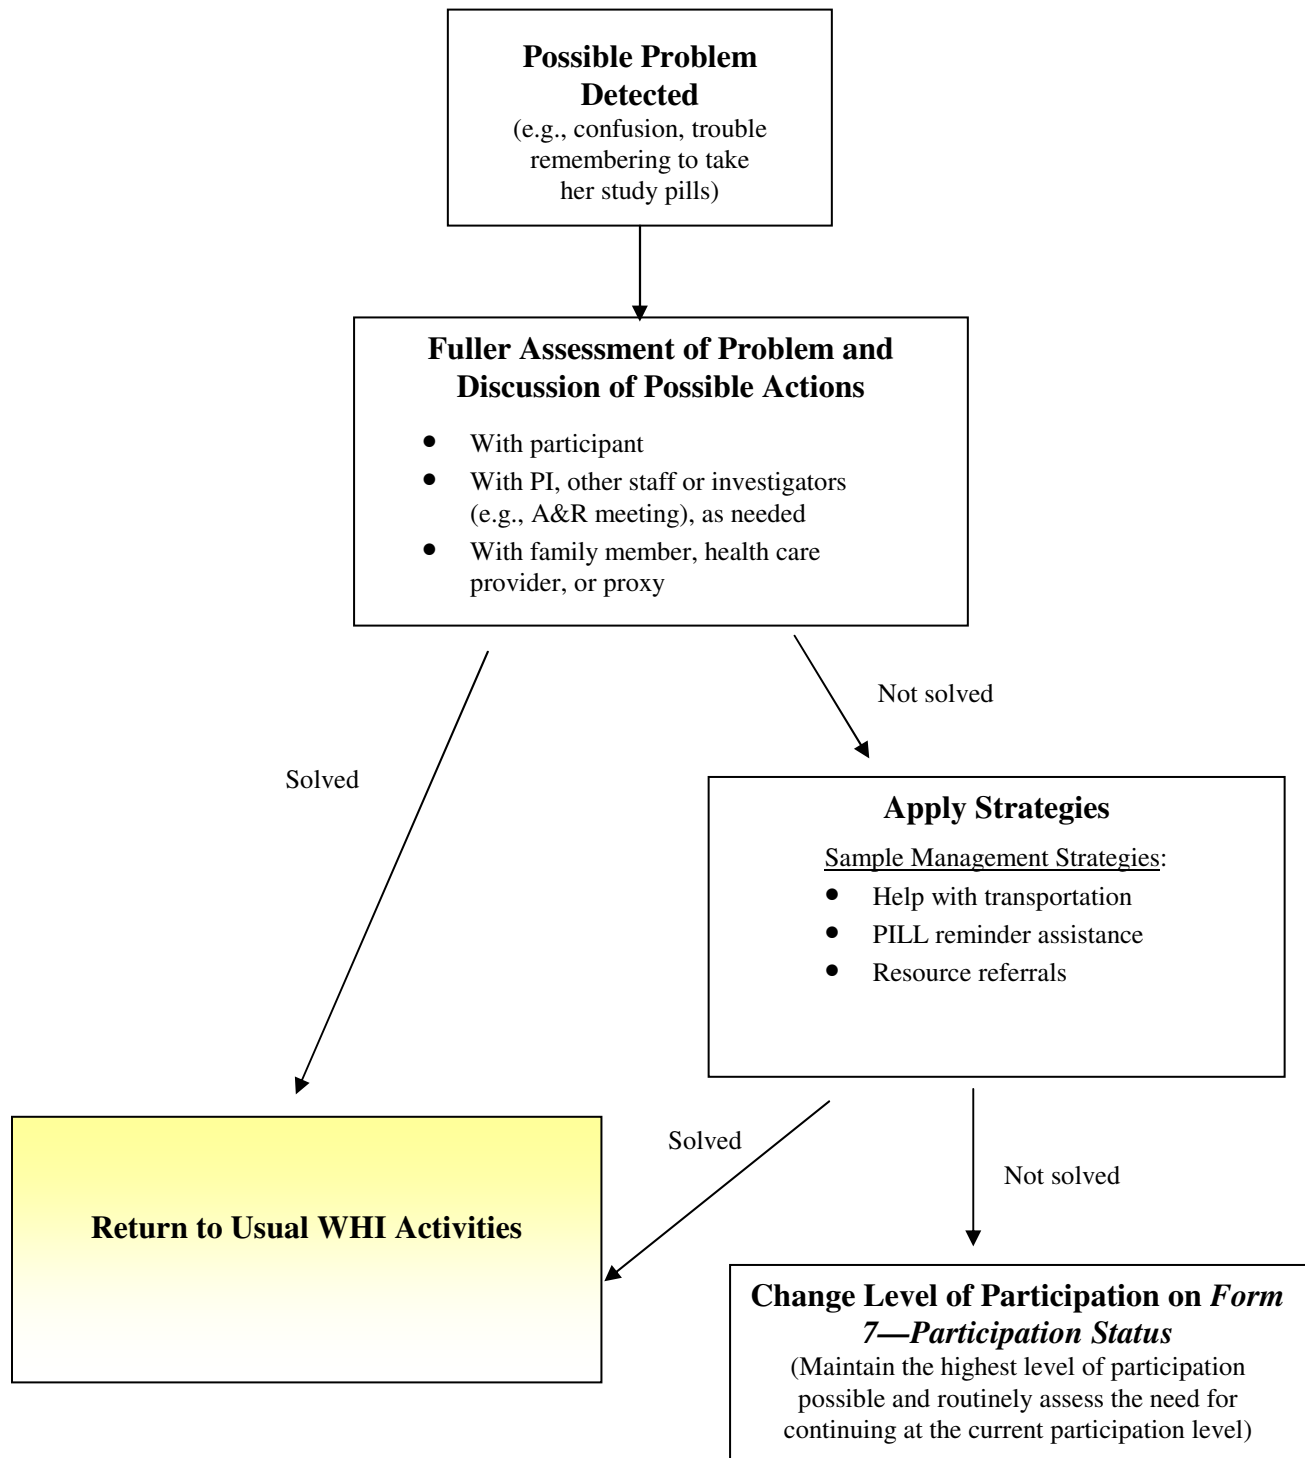 Possible Problem
Detected
(e.g., confusion, trouble
remembering to take
her study pills)
Fuller Assessment of Problem and
Discussion of Possible Actions
• With participant
• With PI, other staff or investigators
(e.g., A&R meeting), as needed
• With family member, health care
provider, or proxy
Not solved
Solved
Apply Strategies
Sample Management Strategies:
• Help with transportation
• PILL reminder assistance
• Resource referrals
Solved
Not solved
Return to Usual WHI Activities
Change Level of Participation on Form
7—Participation Status
(Maintain the highest level of participation
possible and routinely assess the need for
continuing at the current participation level)